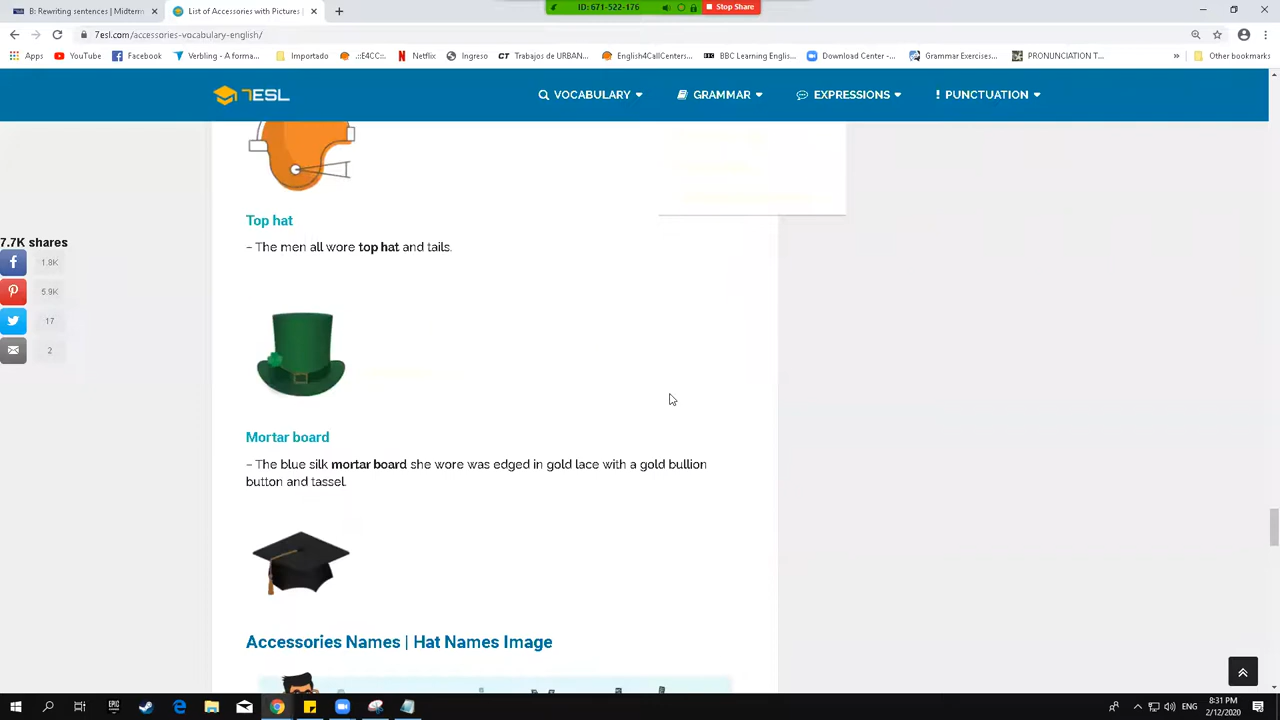 B: Rewriting sentences | Midterm
List of Accessories with Pictures |
ID: 671-522-176
Stop Share
7esl.com/accessories-vocabulary-english/
Apps
YouTube
Facebook
Verbling - A forma...
Importado
.::E4CC::.
Netflix
Ingreso
CT Trabajos de URBAN...
English4CallCenters...
BBC Learning Englis...
Download Center -...
Grammar Exercises...
PRONUNCIATION T...
»
Other bookmarks
7ESL
VOCABULARY
GRAMMAR
EXPRESSIONS
! PUNCTUATION
Top hat
– The men all wore top hat and tails.
7.7K shares
1.8K
5.9K
17
2
Mortar board
– The blue silk mortar board she wore was edged in gold lace with a gold bullion
button and tassel.
Accessories Names | Hat Names Image
EPIC
ENG
8:31 PM
2/12/2020